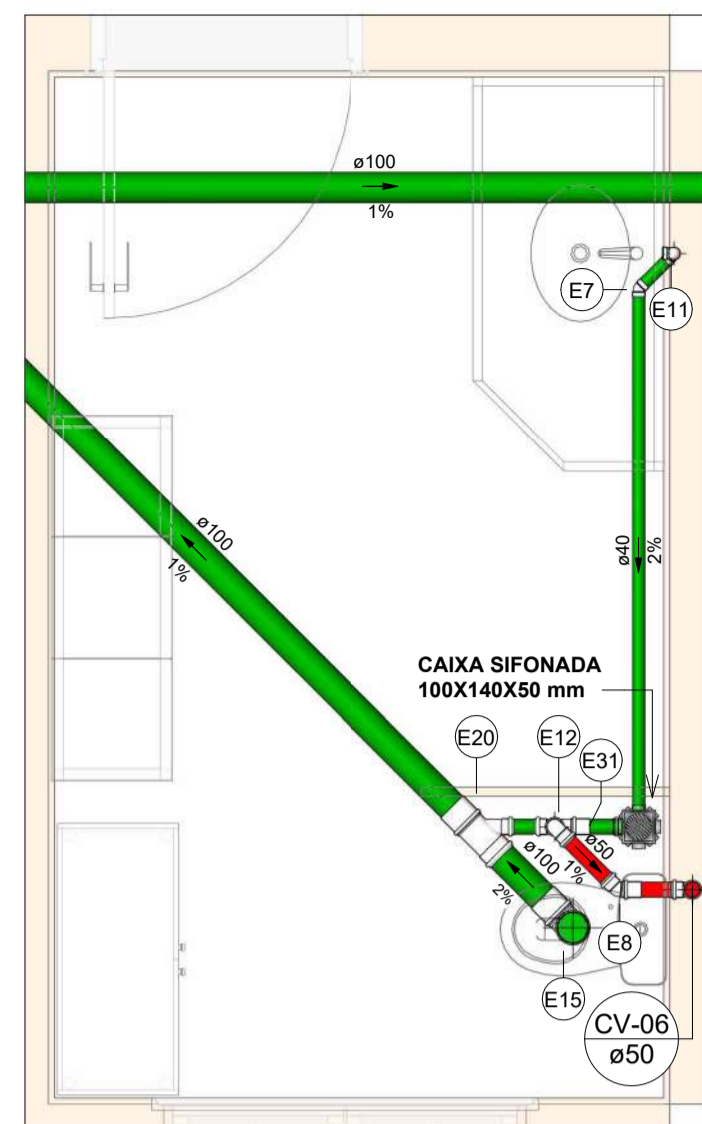 ø100
1%
E7
E11
ø100
1%
ø40
2%
CAIXA SIFONADA
100X140X50 mm
E20
E12
E31
ø50
1%
ø100
2%
E8
E15
CV-06
ø50